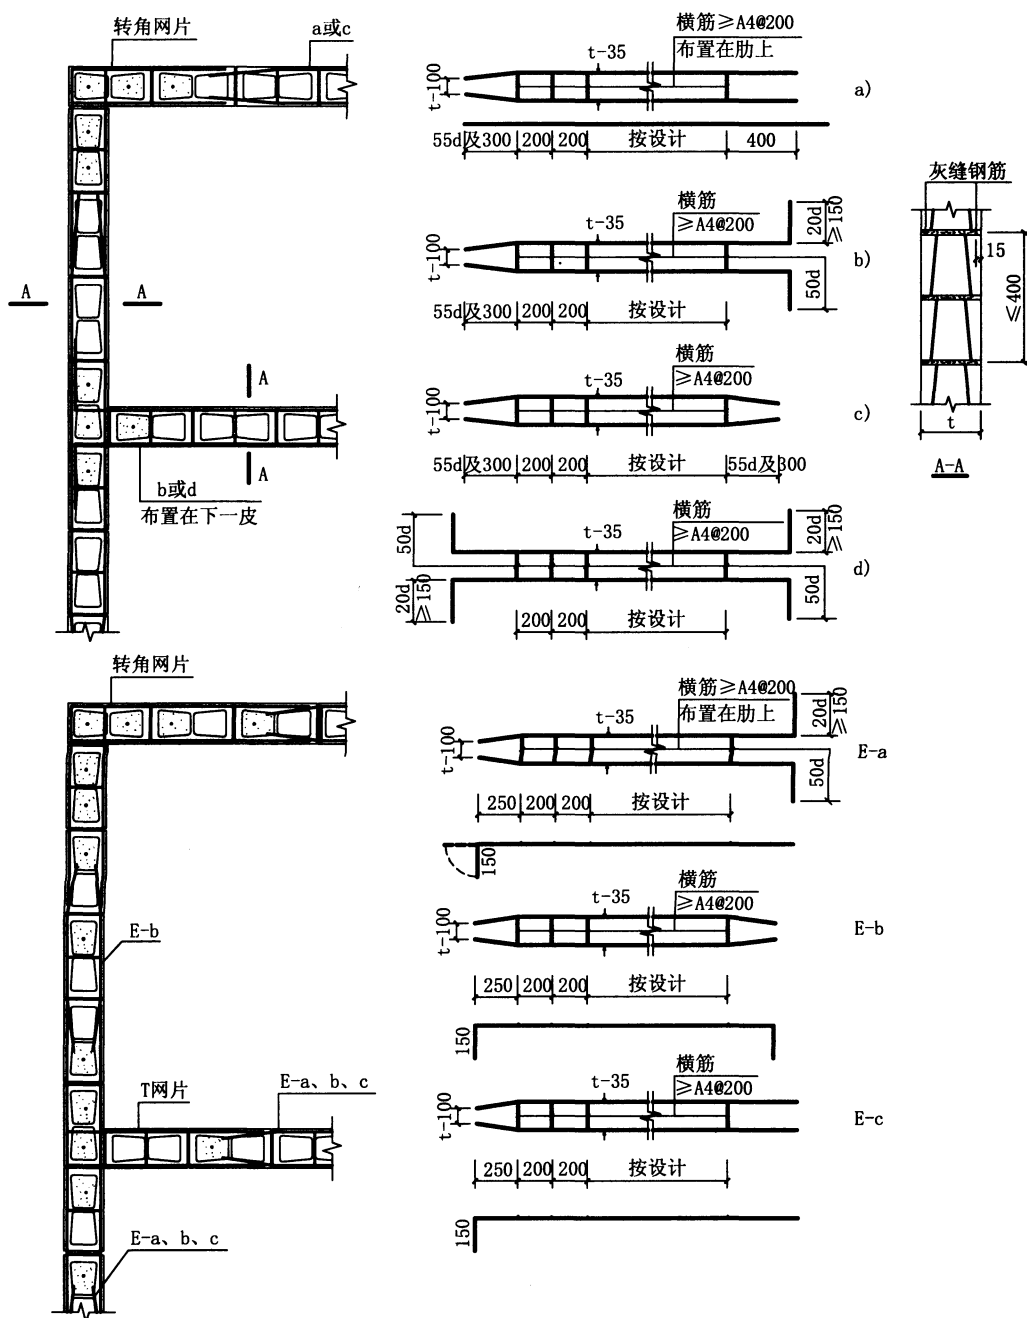 转角网片
a或c
A
A
A
A
b或d
布置在下一皮
横筋≥A4@200
布置在肋上
t-35
t-100
a)
55d及300
200
200
按设计
400
横筋
≥A4@200
t-35
t-100
20d
≥150
50d
b)
55d及300
200
200
按设计
横筋
≥A4@200
t-35
t-100
c)
55d及300
200
200
按设计
55d及300
横筋
≥A4@200
t-35
50d
20d
≥150
20d
≥150
50d
d)
200
200
按设计
灰缝钢筋
15
≤400
t
A-A
转角网片
E-b
T网片
E-a、b、c
E-a、b、c
横筋≥A4@200
布置在肋上
t-35
t-100
20d
≥150
50d
E-a
250
200
200
按设计
150
横筋
≥A4@200
t-35
t-100
E-b
250
200
200
按设计
150
横筋
≥A4@200
t-35
t-100
E-c
250
200
200
按设计
150